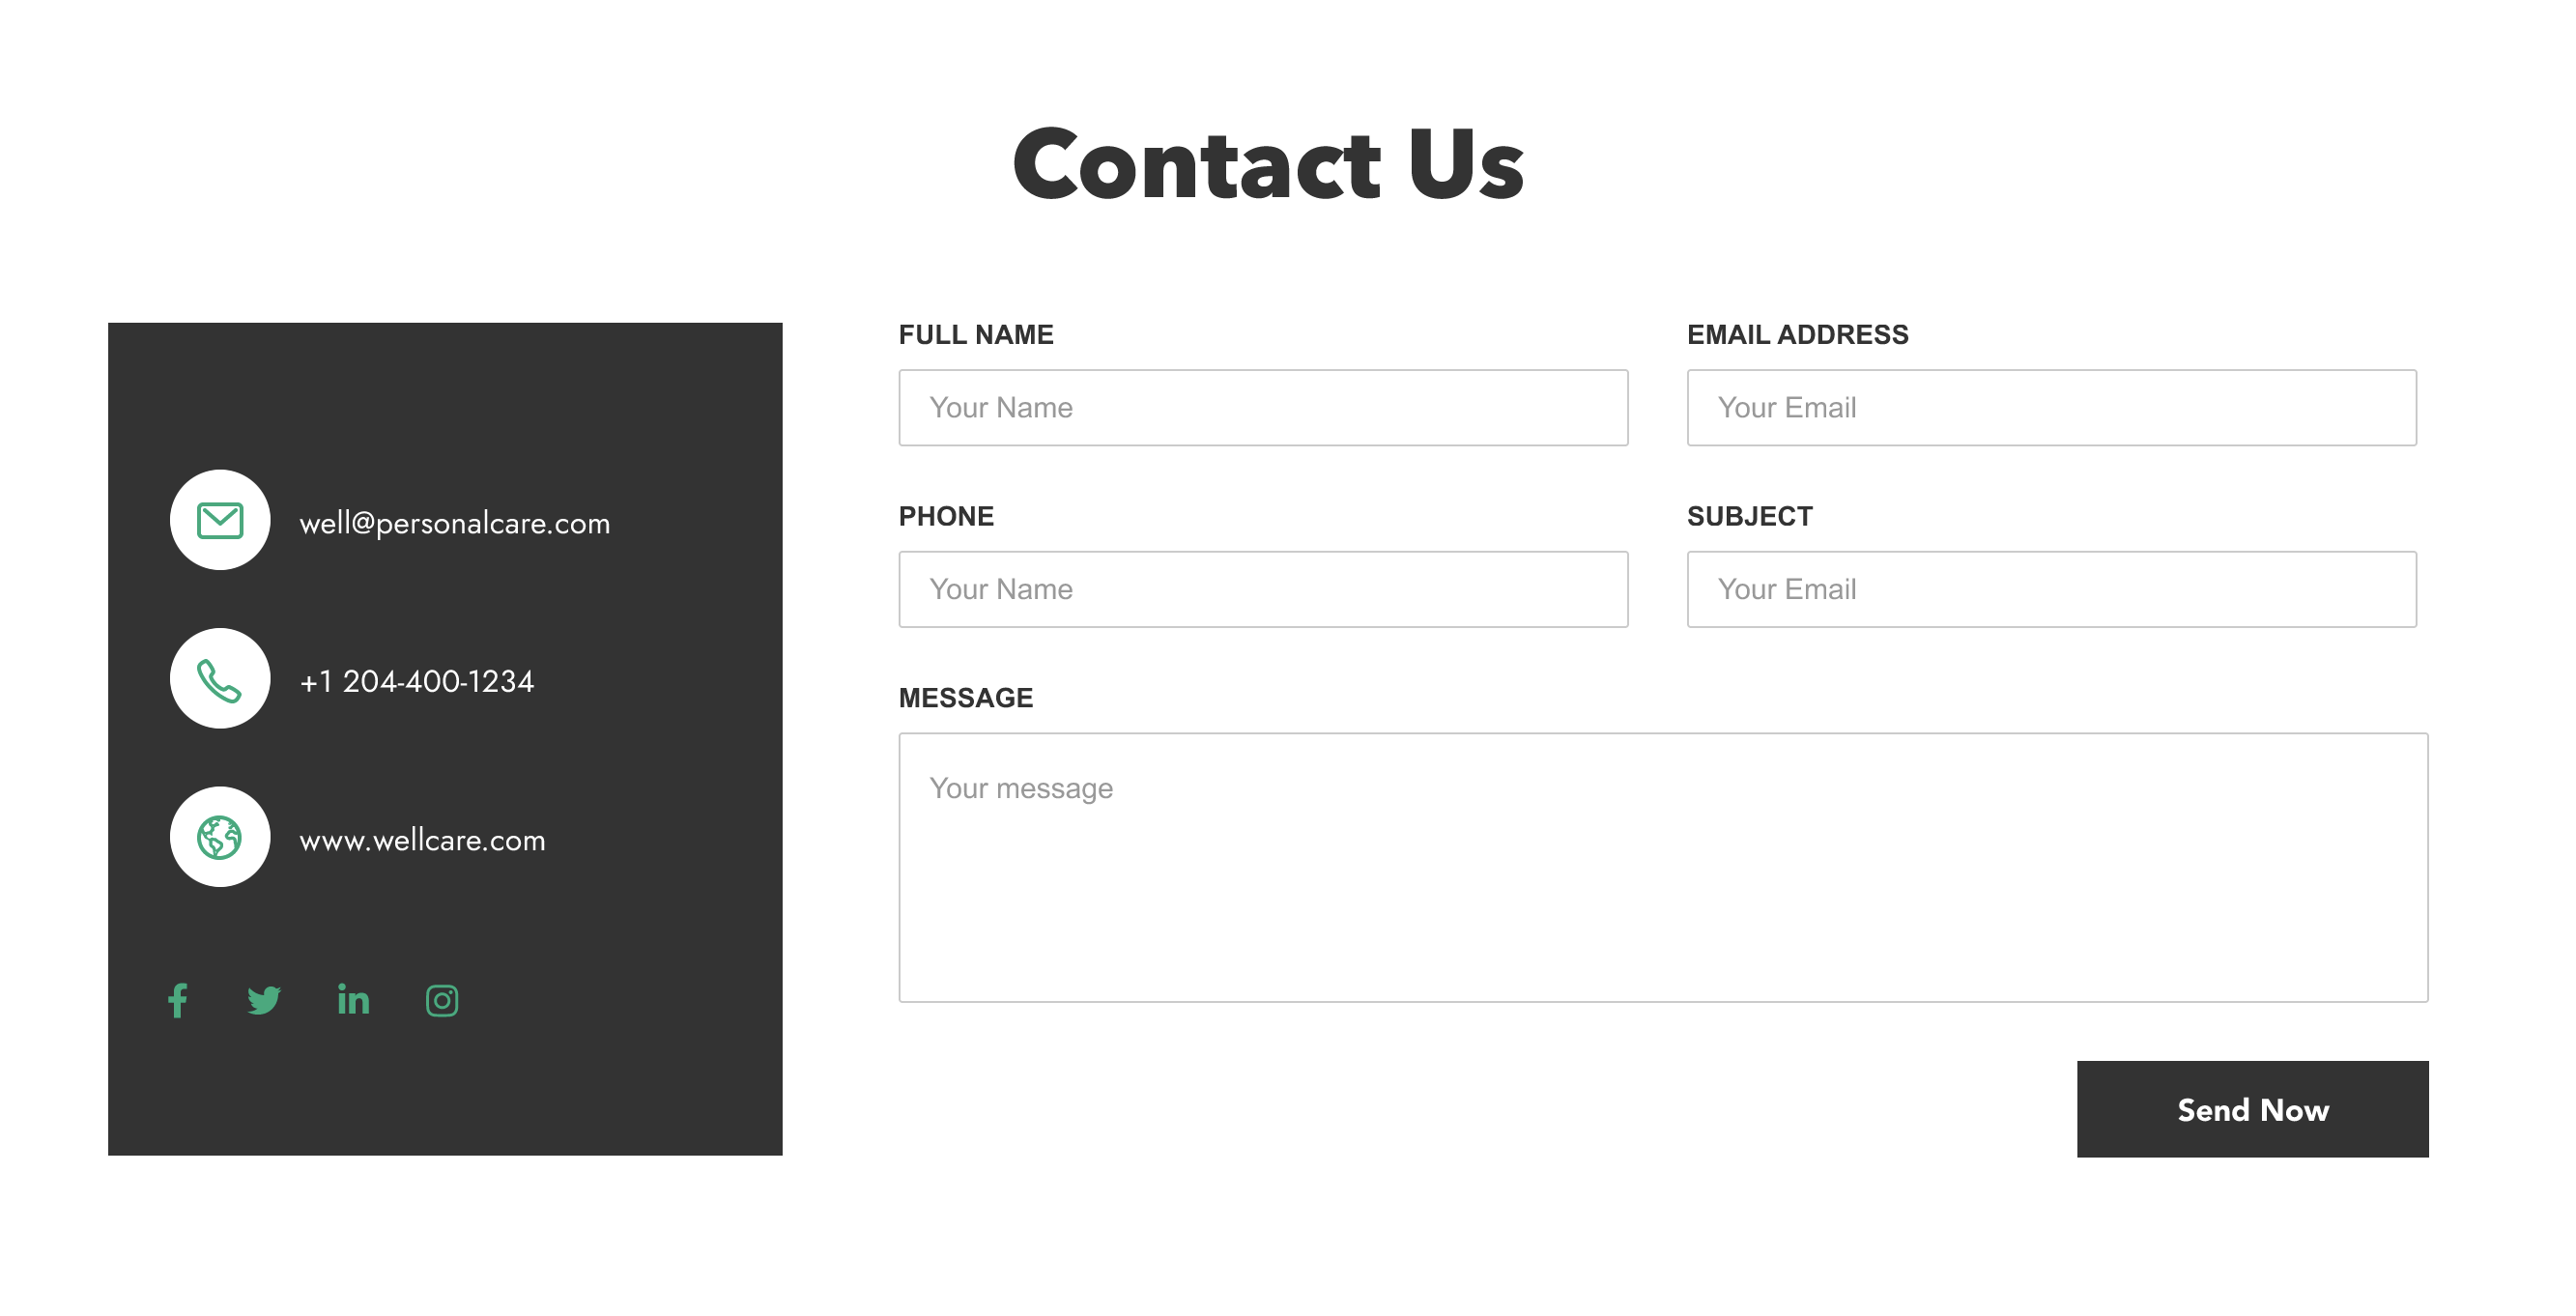 Contact Us
well@personalcare.com
+1 204-400-1234
www.wellcare.com
FULL NAME
Your Name
EMAIL ADDRESS
Your Email
PHONE
Your Name
SUBJECT
Your Email
MESSAGE
Your message
Send Now